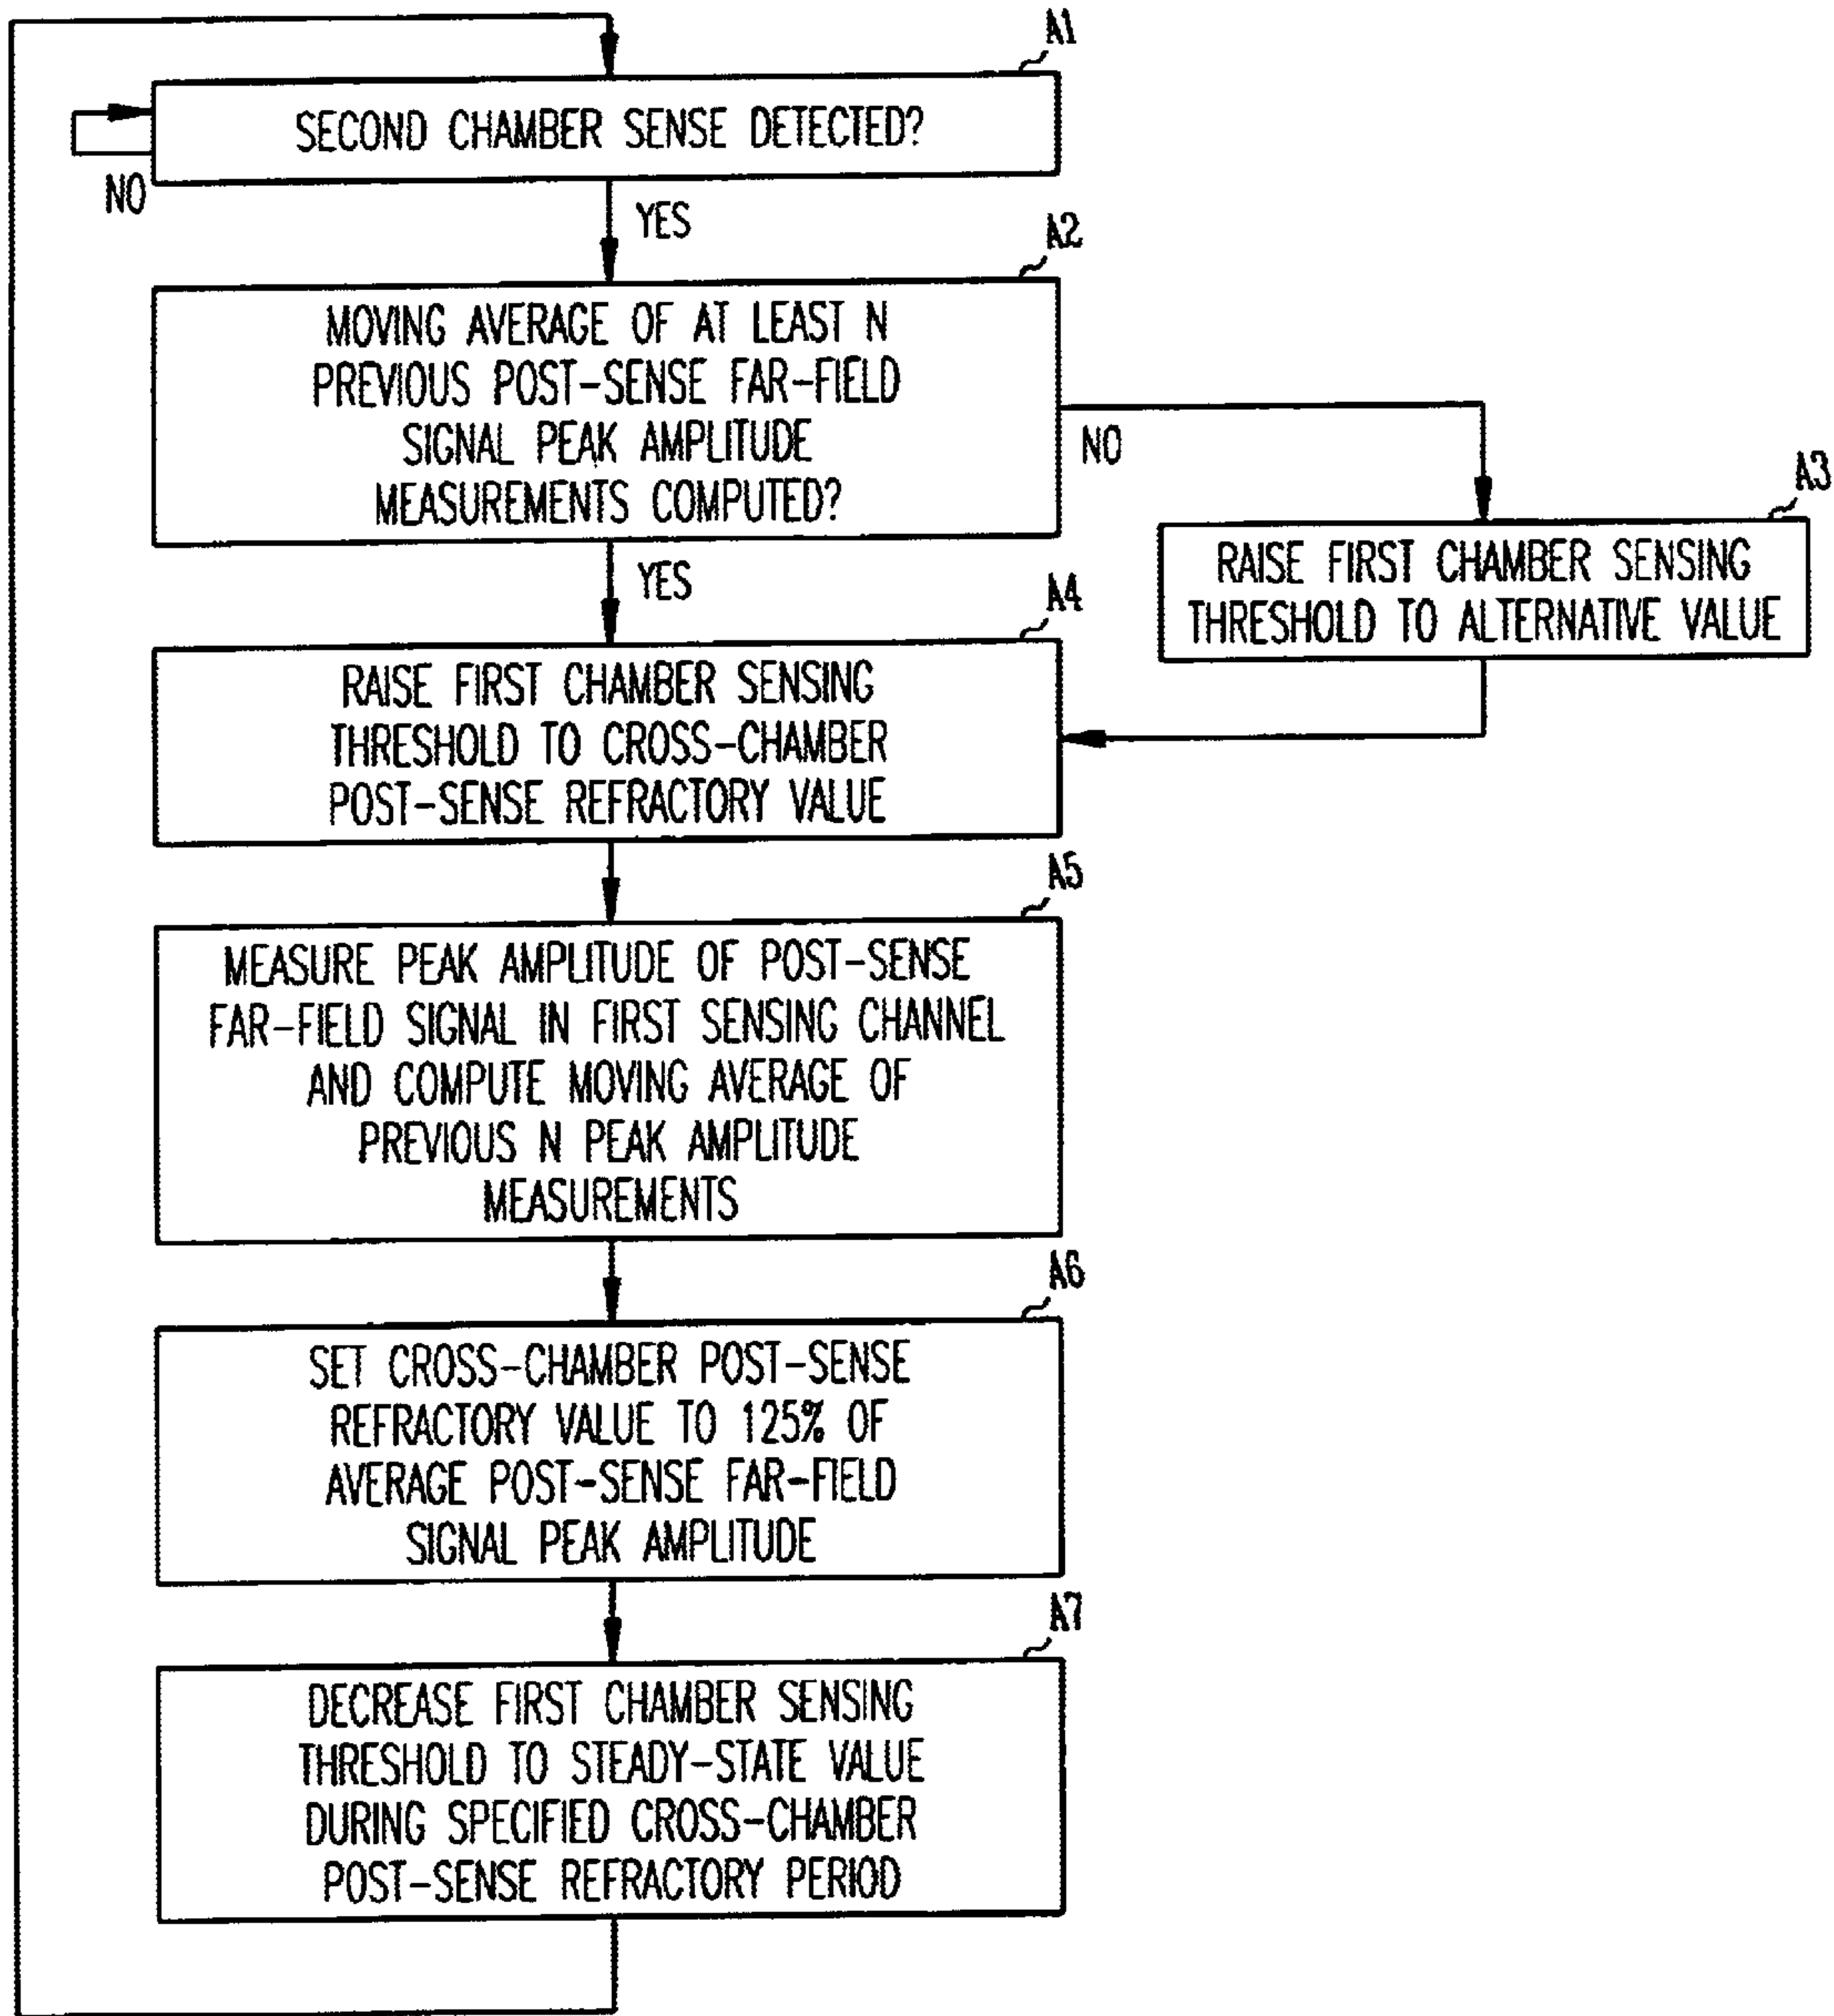 A1
SECOND CHAMBER SENSE DETECTED?
NO
YES
A2
MOVING AVERAGE OF AT LEAST N
PREVIOUS POST-SENSE FAR-FIELD
SIGNAL PEAK AMPLITUDE
MEASUREMENTS COMPUTED?
NO
YES
A3
RAISE FIRST CHAMBER SENSING
THRESHOLD TO ALTERNATIVE VALUE
A4
RAISE FIRST CHAMBER SENSING
THRESHOLD TO CROSS-CHAMBER
POST-SENSE REFRACTORY VALUE
A5
MEASURE PEAK AMPLITUDE OF POST-SENSE
FAR-FIELD SIGNAL IN FIRST SENSING CHANNEL
AND COMPUTE MOVING AVERAGE OF
PREVIOUS N PEAK AMPLITUDE
MEASUREMENTS
A6
SET CROSS-CHAMBER POST-SENSE
REFRACTORY VALUE TO 125% OF
AVERAGE POST-SENSE FAR-FIELD
SIGNAL PEAK AMPLITUDE
A7
DECREASE FIRST CHAMBER SENSING
THRESHOLD TO STEADY-STATE VALUE
DURING SPECIFIED CROSS-CHAMBER
POST-SENSE REFRACTORY PERIOD